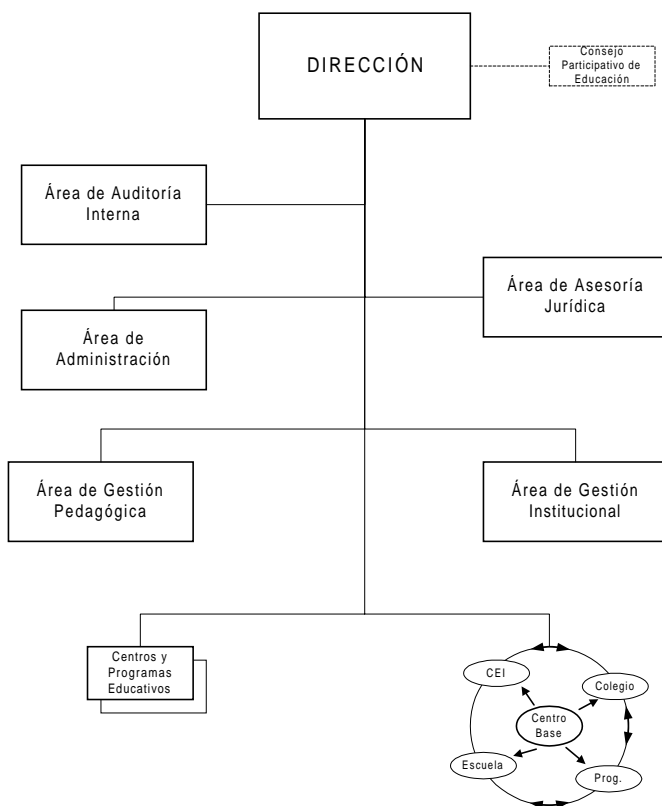 DIRECCIÓN
Consejo
Participativo de
Educación
Área de Auditoría
Interna
Área de Asesoría
Jurídica
Área de
Administración
Área de Gestión
Pedagógica
Área de Gestión
Institucional
Centros y
Programas
Educativos
CEI
Colegio
Centro
Base
Escuela
Prog.